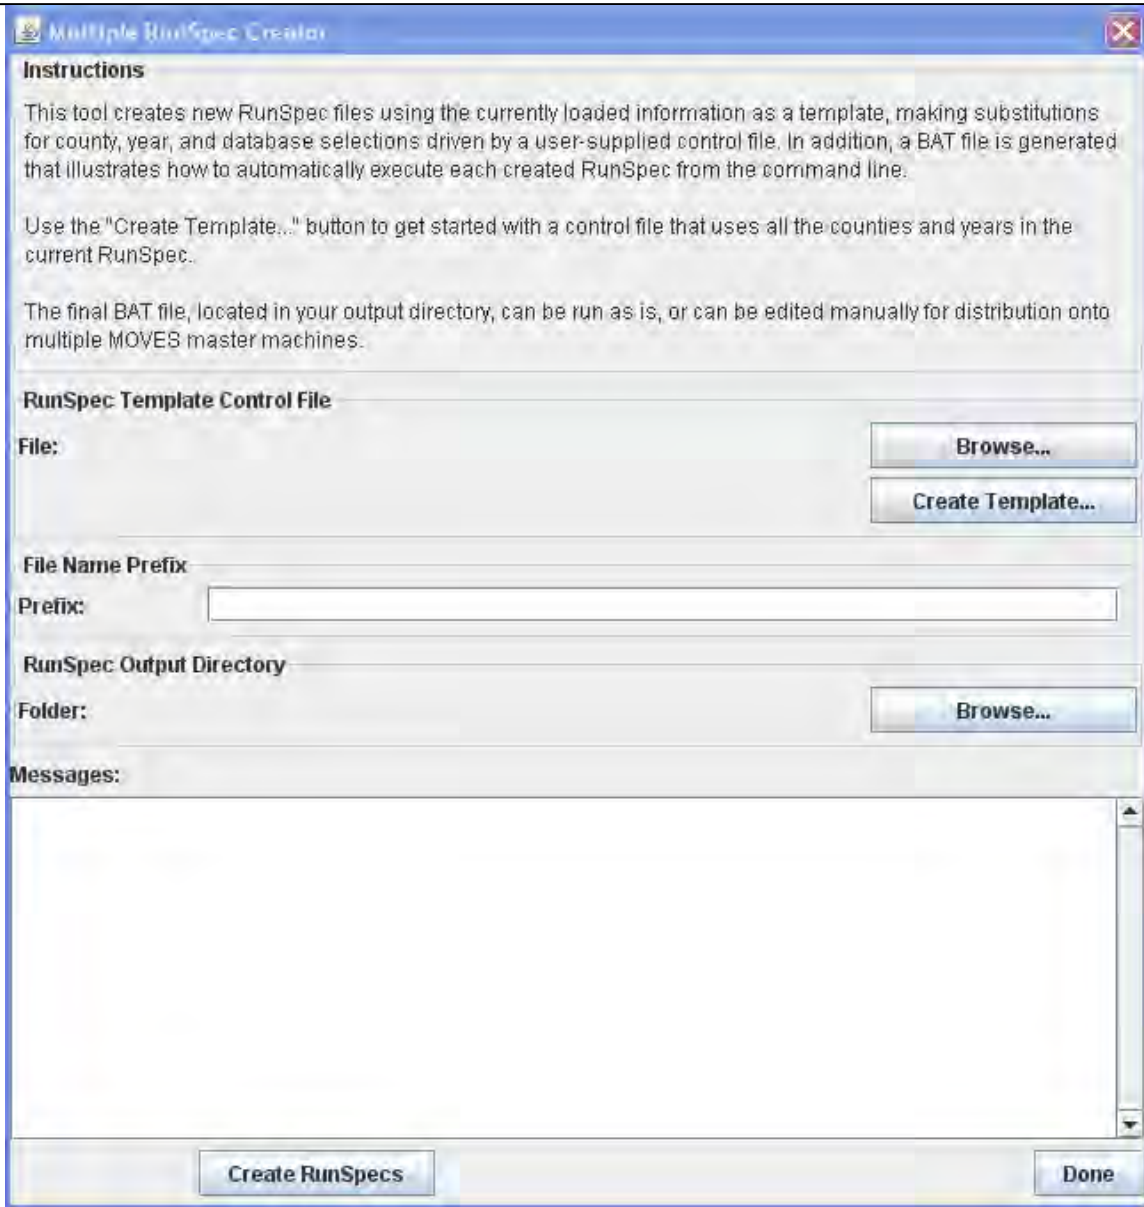 Multiple RunSpec Creator
Instructions
This tool creates new RunSpec files using the currently loaded information as a template, making substitutions
for county, year, and database selections driven by a user-supplied control file. In addition, a BAT file is generated
that illustrates how to automatically execute each created RunSpec from the command line.
Use the "Create Template..." button to get started with a control file that uses all the counties and years in the
current RunSpec.
The final BAT file, located in your output directory, can be run as is, or can be edited manually for distribution onto
multiple MOVES master machines.
RunSpec Template Control File
File:
Browse...
Create Template...
File Name Prefix
Prefix:
RunSpec Output Directory
Folder:
Browse...
Messages:
Create RunSpecs
Done